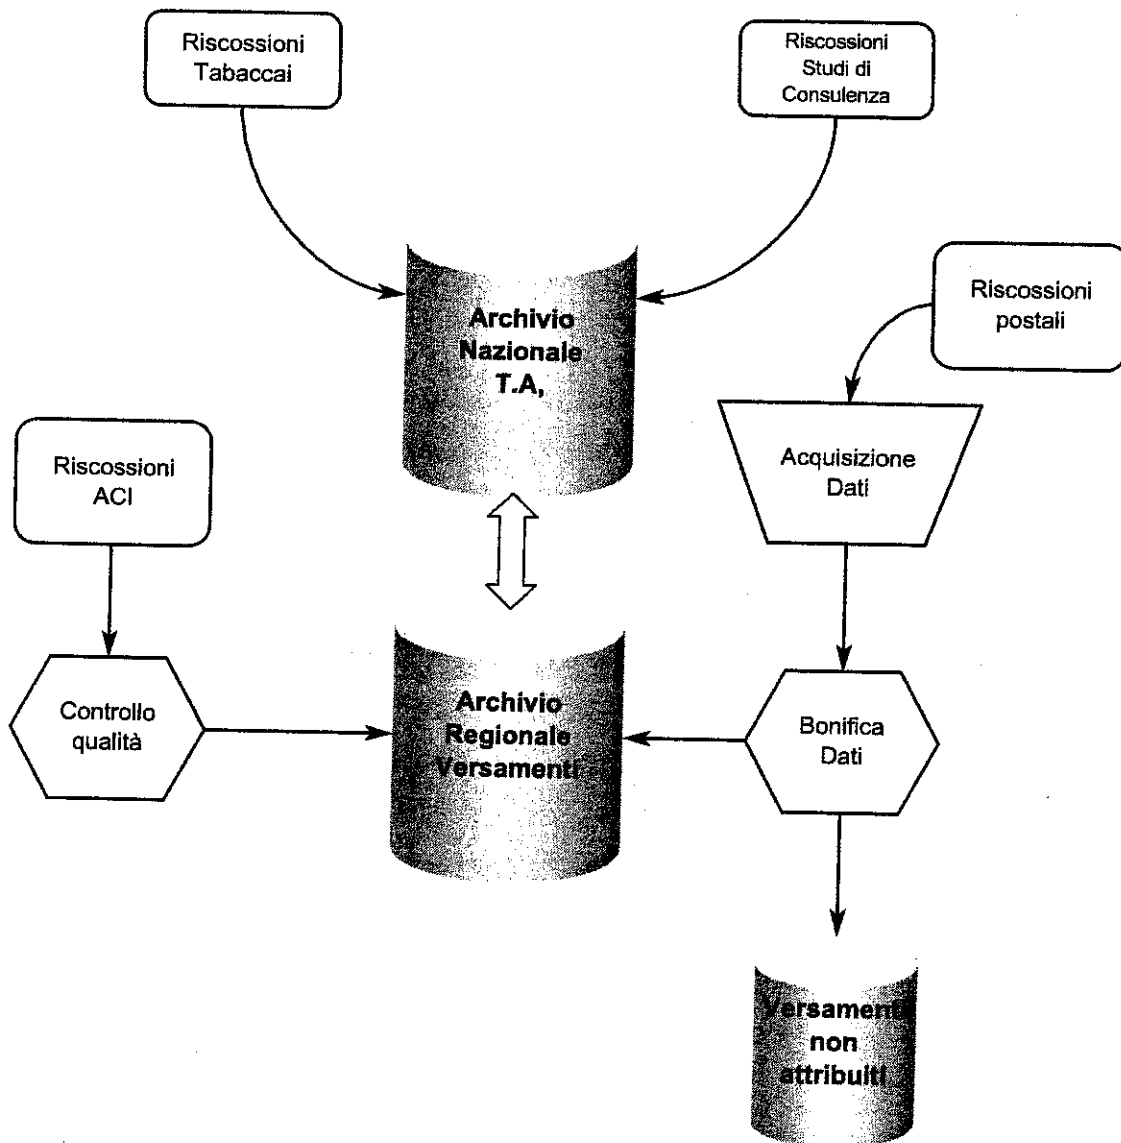 Riscossioni
Tabaccai
Riscossioni
Studi di
Consulenza
Riscossioni
postali
Archivio
Nazionale
T.A,
Acquisizione
Dati
Riscossioni
ACI
Controllo
qualità
Archivio
Regionale
Versamenti
Bonifica
Dati
Versamenti
non
attribuiti